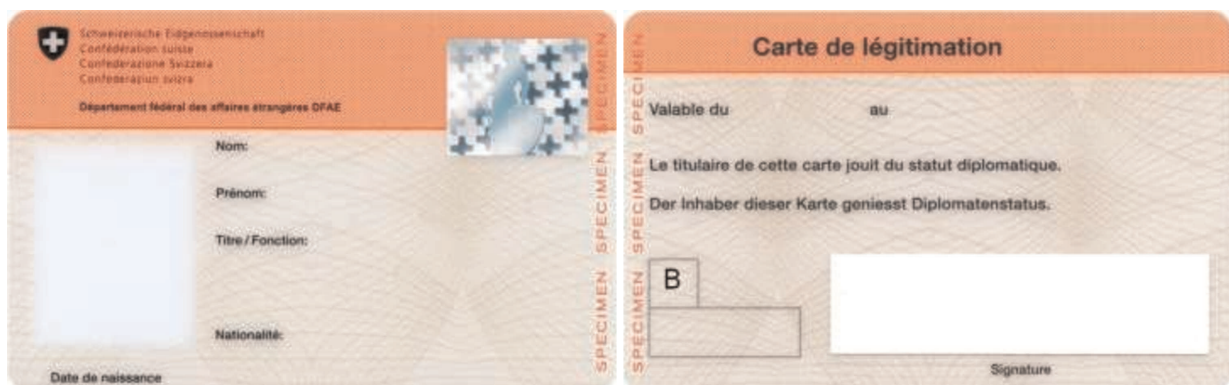 Schweizerische Eidgenossenschaft
Confédération suisse
Confederazione Svizzera
Confederaziun svizra
Département fédéral des affaires étrangères DFAE
Nom:
Prénom:
Titre/Fonction:
Nationalité:
Date de naissance
SPECIMEN SPECIMEN SPECIMEN
Carte de légitimation
Valable du au
Le titulaire de cette carte jouit du statut diplomatique.
Der Inhaber dieser Karte geniesst Diplomatenstatus.
B
Signature
SPECIMEN SPECIMEN SPECIMEN